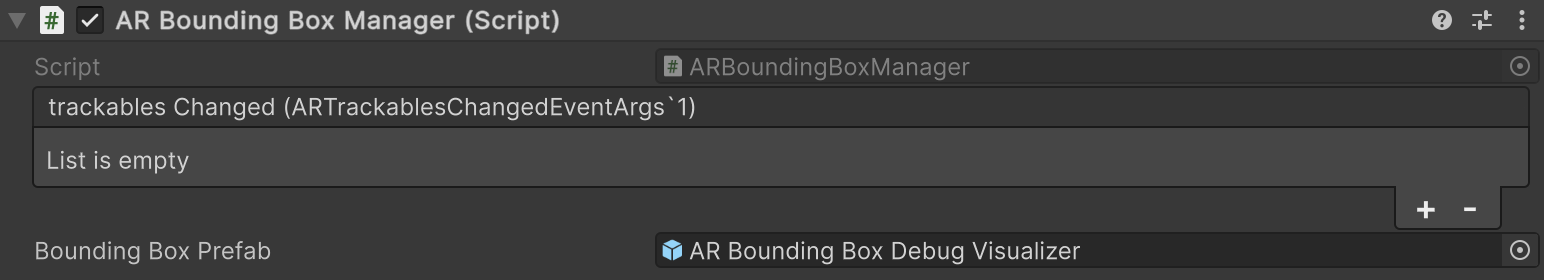 AR Bounding Box Manager (Script)
Script ARBoundingBoxManager
trackables Changed (ARTrackablesChangedEventArgs`1)
List is empty
+ -
Bounding Box Prefab AR Bounding Box Debug Visualizer